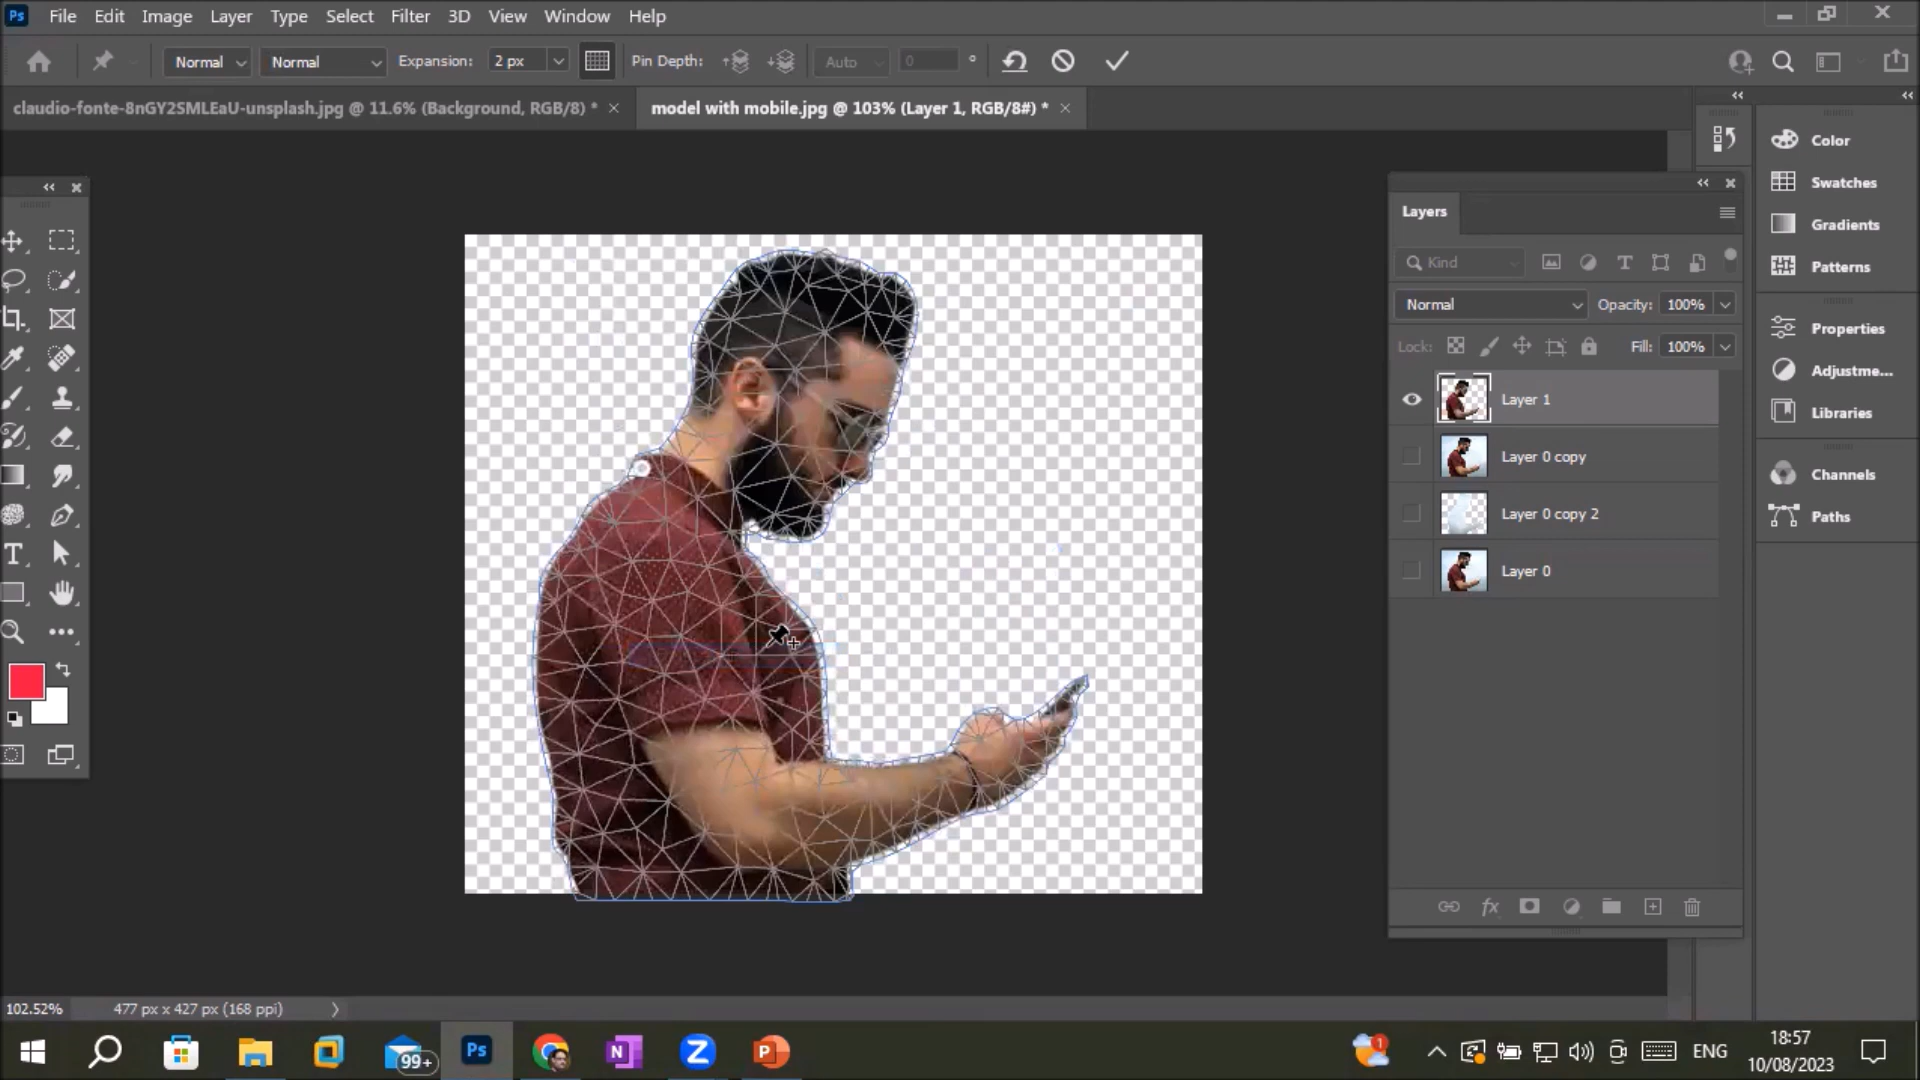 Ps File Edit Image Layer Type Select Filter 3D View Window Help
Normal Normal Expansion: 2 px Pin Depth: Auto 0 °
claudio-fonte-8nGY2SMLEaU-unsplash.jpg @ 11.6% (Background, RGB/8) *
model with mobile.jpg @ 103% (Layer 1, RGB/8#) *
Layers
Kind
Normal Opacity: 100%
Lock: Fill: 100%
Layer 1
Layer 0 copy
Layer 0 copy 2
Layer 0
fx
Color
Swatches
Gradients
Patterns
Properties
Adjustme...
Libraries
Channels
Paths
102.52% 477 px x 427 px (168 ppi)
99+
Ps
N
Z
P
1
ENG
18:57
10/08/2023